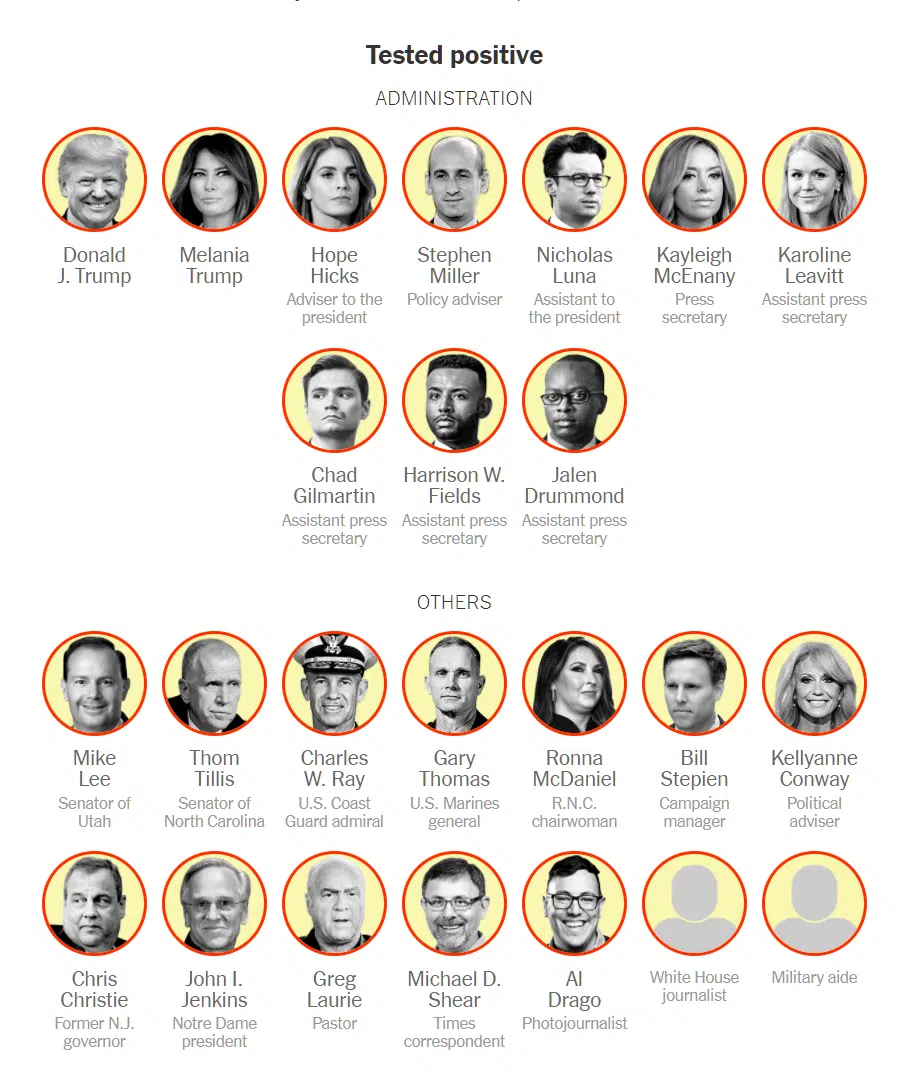 Tested positive
ADMINISTRATION
Donald
J. Trump
Melania
Trump
Hope
Hicks
Adviser to the
president
Stephen
Miller
Policy adviser
Nicholas
Luna
Assistant to
the president
Kayleigh
McEnany
Press
secretary
Karoline
Leavitt
Assistant press
secretary
Chad
Gilmartin
Assistant press
secretary
Harrison W.
Fields
Assistant press
secretary
Jalen
Drummond
Assistant press
secretary
OTHERS
Mike
Lee
Senator of
Utah
Thom
Tillis
Senator of
North Carolina
Charles
W. Ray
U.S. Coast
Guard admiral
Gary
Thomas
U.S. Marines
general
Ronna
McDaniel
R.N.C.
chairwoman
Bill
Stepien
Campaign
manager
Kellyanne
Conway
Political
adviser
Chris
Christie
Former N.J.
governor
John I.
Jenkins
Notre Dame
president
Greg
Laurie
Pastor
Michael D.
Shear
Times
correspondent
Al
Drago
Photojournalist
White House
journalist
Military aide